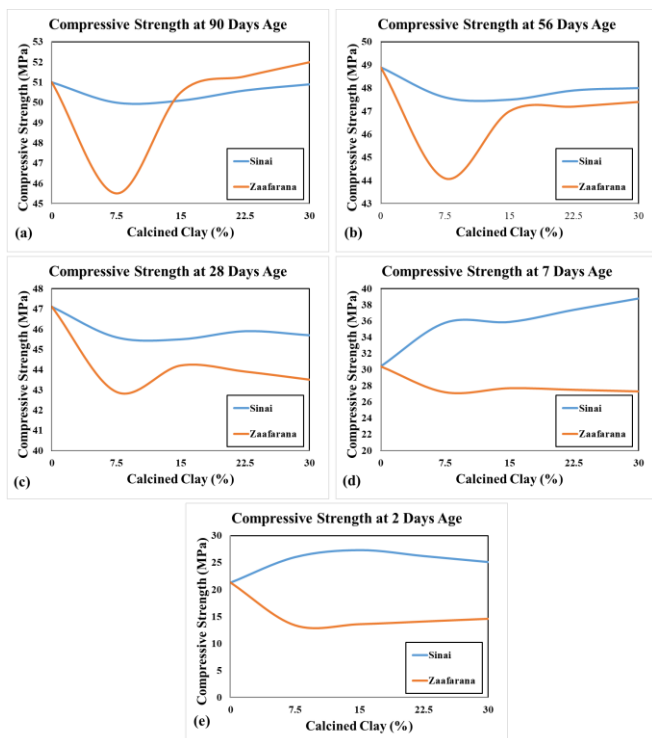 Compressive Strength at 90 Days Age
Compressive Strength (MPa)
53
52
51
50
49
48
47
46
45
0 7.5 15 22.5 30
Calcined Clay (%)
Sinai
Zaafarana
(a)
Compressive Strength at 56 Days Age
Compressive Strength (MPa)
50
49
48
47
46
45
44
43
0 7.5 15 22.5 30
Calcined Clay (%)
Sinai
Zaafarana
(b)
Compressive Strength at 28 Days Age
Compressive Strength (MPa)
48
47
46
45
44
43
42
41
40
0 7.5 15 22.5 30
Calcined Clay (%)
Sinai
Zaafarana
(c)
Compressive Strength at 7 Days Age
Compressive Strength (MPa)
40
38
36
34
32
30
28
26
24
22
20
0 7.5 15 22.5 30
Calcined Clay (%)
Sinai
Zaafarana
(d)
Compressive Strength at 2 Days Age
Compressive Strength (MPa)
30
25
20
15
10
5
0
0 7.5 15 22.5 30
Calcined Clay (%)
Sinai
Zaafarana
(e)